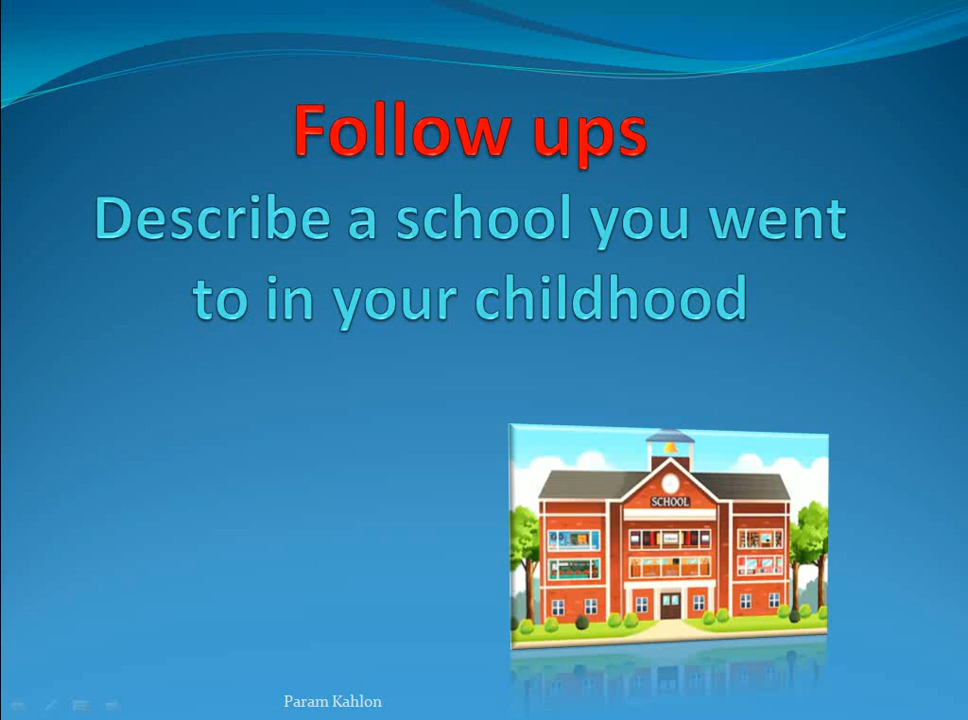 Follow ups
Describe a school you went
to in your childhood
SCHOOL
Param Kahlon